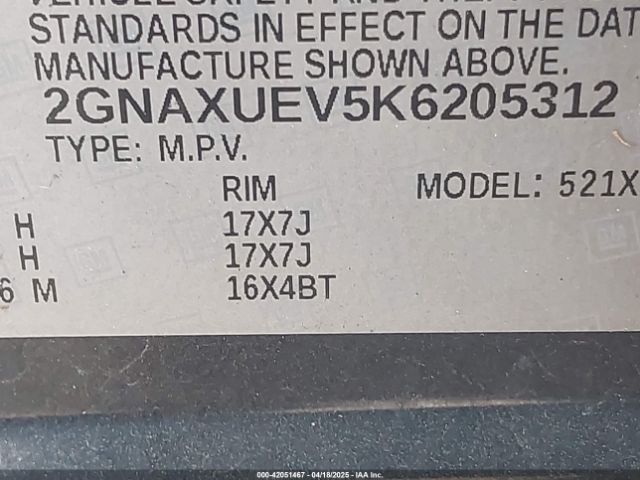 STANDARDS IN EFFECT ON THE DAT
MANUFACTURE SHOWN ABOVE.
2GNAXUEV5K6205312
TYPE: M.P.V.
RIM MODEL: 521X
H 17X7J
H 17X7J
6 M 16X4BT
000-42051467 - 04/18/2025 - IAAI Inc.